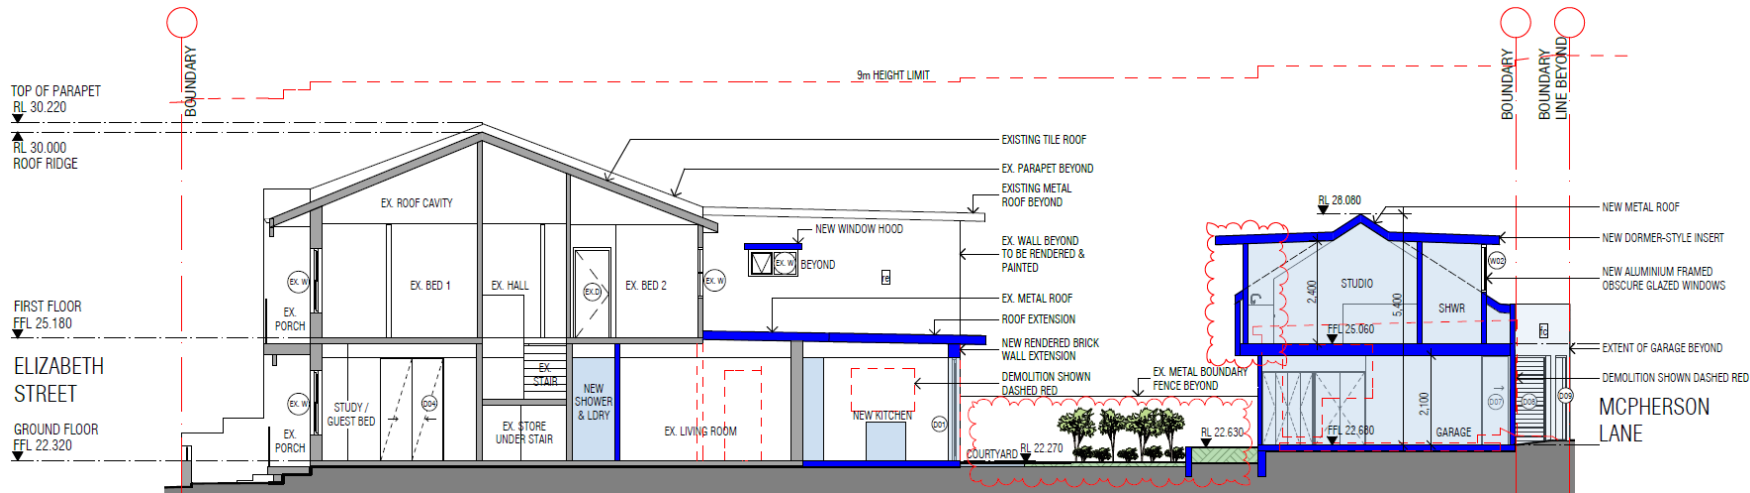 BOUNDARY
9m HEIGHT LIMIT
BOUNDARY
BOUNDARY
LINE BEYOND
TOP OF PARAPET
RL 30.220
RL 30.000
ROOF RIDGE
FIRST FLOOR
FFL 25.180
ELIZABETH
STREET
GROUND FLOOR
FFL 22.320
EX. ROOF CAVITY
EX. W
EX. BED 1
EX. HALL
EX.D
EX. BED 2
EX. W
EX.
PORCH
EX. W
STUDY /
GUEST BED
D04
EX.
STAIR
EX. STORE
UNDER STAIR
NEW
SHOWER
& LDRY
EX.
PORCH
EX. LIVING ROOM
NEW KITCHEN
D01
NEW WINDOW HOOD
EX. W
BEYOND
re
EXISTING TILE ROOF
EX. PARAPET BEYOND
EXISTING METAL
ROOF BEYOND
EX. WALL BEYOND
TO BE RENDERED &
PAINTED
EX. METAL ROOF
ROOF EXTENSION
NEW RENDERED BRICK
WALL EXTENSION
DEMOLITION SHOWN
DASHED RED
EX. METAL BOUNDARY
FENCE BEYOND
COURTYARD
RL 22.270
RL 22.630
RL 28.080
STUDIO
2,400
5,400
SHWR
FFL 25.060
W02
fc
2,100
FFL 22.680
GARAGE
D07
D08
D09
NEW METAL ROOF
NEW DORMER-STYLE INSERT
NEW ALUMINIUM FRAMED
OBSCURE GLAZED WINDOWS
EXTENT OF GARAGE BEYOND
DEMOLITION SHOWN DASHED RED
MCPHERSON
LANE